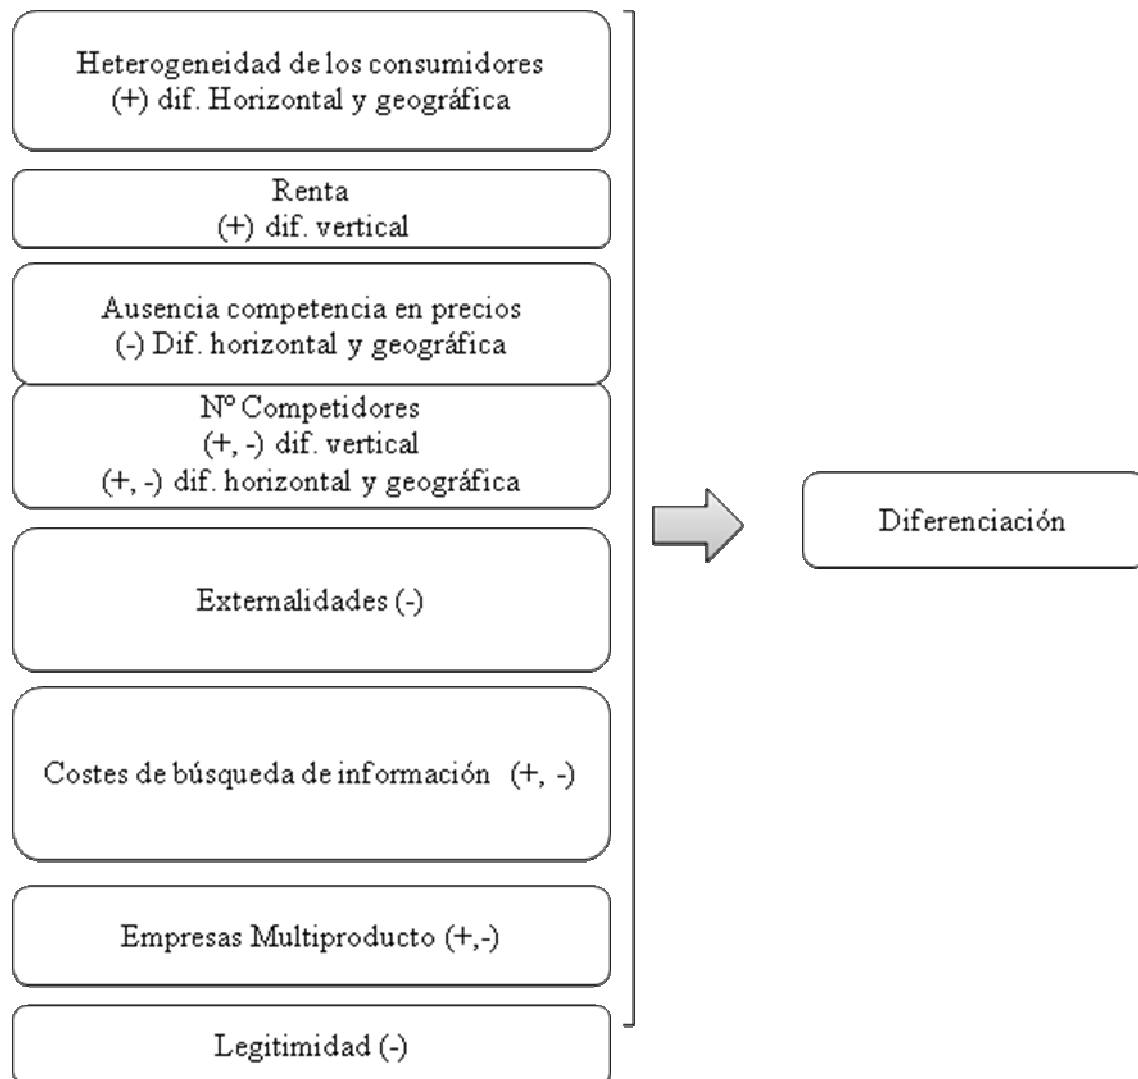 Heterogeneidad de los consumidores
(+) dif. Horizontal y geográfica
Renta
(+) dif. vertical
Ausencia competencia en precios
(-) Dif. horizontal y geográfica
Nº Competidores
(+, -) dif. vertical
(+, -) dif. horizontal y geográfica
Diferenciación
Externalidades (-)
Costes de búsqueda de información (+, -)
Empresas Multiproducto (+,-)
Legitimidad (-)